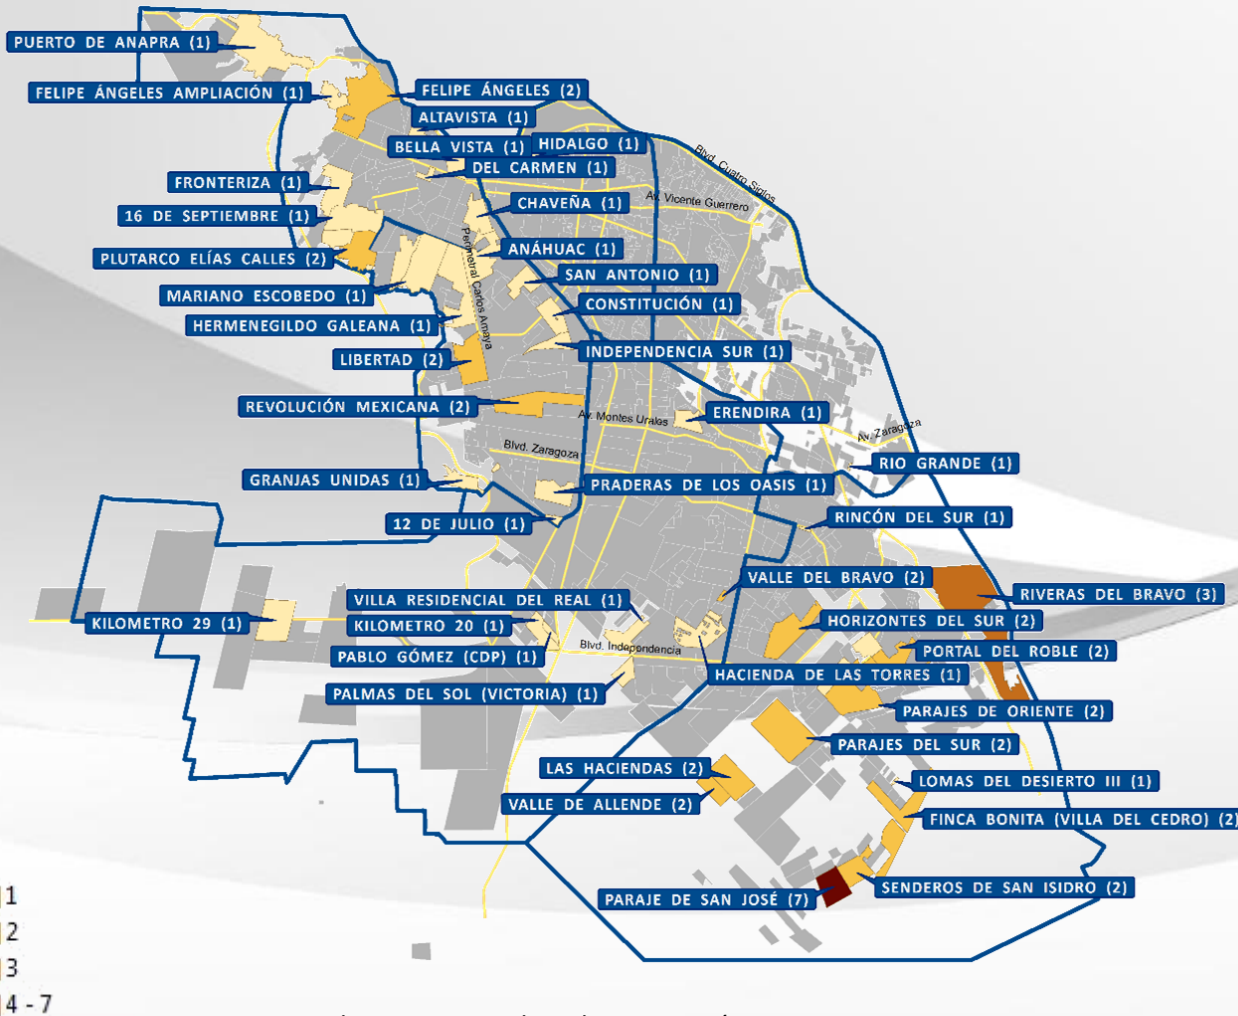 PUERTO DE ANAPRA (1)
FELIPE ÁNGELES AMPLIACIÓN (1)
FELIPE ÁNGELES (2)
ALTAVISTA (1)
BELLA VISTA (1)
HIDALGO (1)
DEL CARMEN (1)
Blvd. Cuatro Siglos
FRONTERIZA (1)
Av. Vicente Guerrero
CHAVEÑA (1)
16 DE SEPTIEMBRE (1)
ANÁHUAC (1)
PLUTARCO ELÍAS CALLES (2)
SAN ANTONIO (1)
MARIANO ESCOBEDO (1)
Perimetral Carlos Amaya
CONSTITUCIÓN (1)
HERMENEGILDO GALEANA (1)
INDEPENDENCIA SUR (1)
LIBERTAD (2)
REVOLUCIÓN MEXICANA (2)
Av. Montes Urales
ERENDIRA (1)
Av. Zaragoza
Blvd. Zaragoza
RIO GRANDE (1)
GRANJAS UNIDAS (1)
PRADERAS DE LOS OASIS (1)
12 DE JULIO (1)
RINCÓN DEL SUR (1)
VALLE DEL BRAVO (2)
RIVERAS DEL BRAVO (3)
VILLA RESIDENCIAL DEL REAL (1)
KILOMETRO 29 (1)
KILOMETRO 20 (1)
HORIZONTES DEL SUR (2)
Blvd. Independencia
PORTAL DEL ROBLE (2)
PABLO GÓMEZ (CDP) (1)
HACIENDA DE LAS TORRES (1)
PALMAS DEL SOL (VICTORIA) (1)
PARAJES DE ORIENTE (2)
PARAJES DEL SUR (2)
LAS HACIENDAS (2)
LOMAS DEL DESIERTO III (1)
VALLE DE ALLENDE (2)
FINCA BONITA (VILLA DEL CEDRO) (2)
SENDEROS DE SAN ISIDRO (2)
PARAJE DE SAN JOSÉ (7)
1
2
3
4 - 7